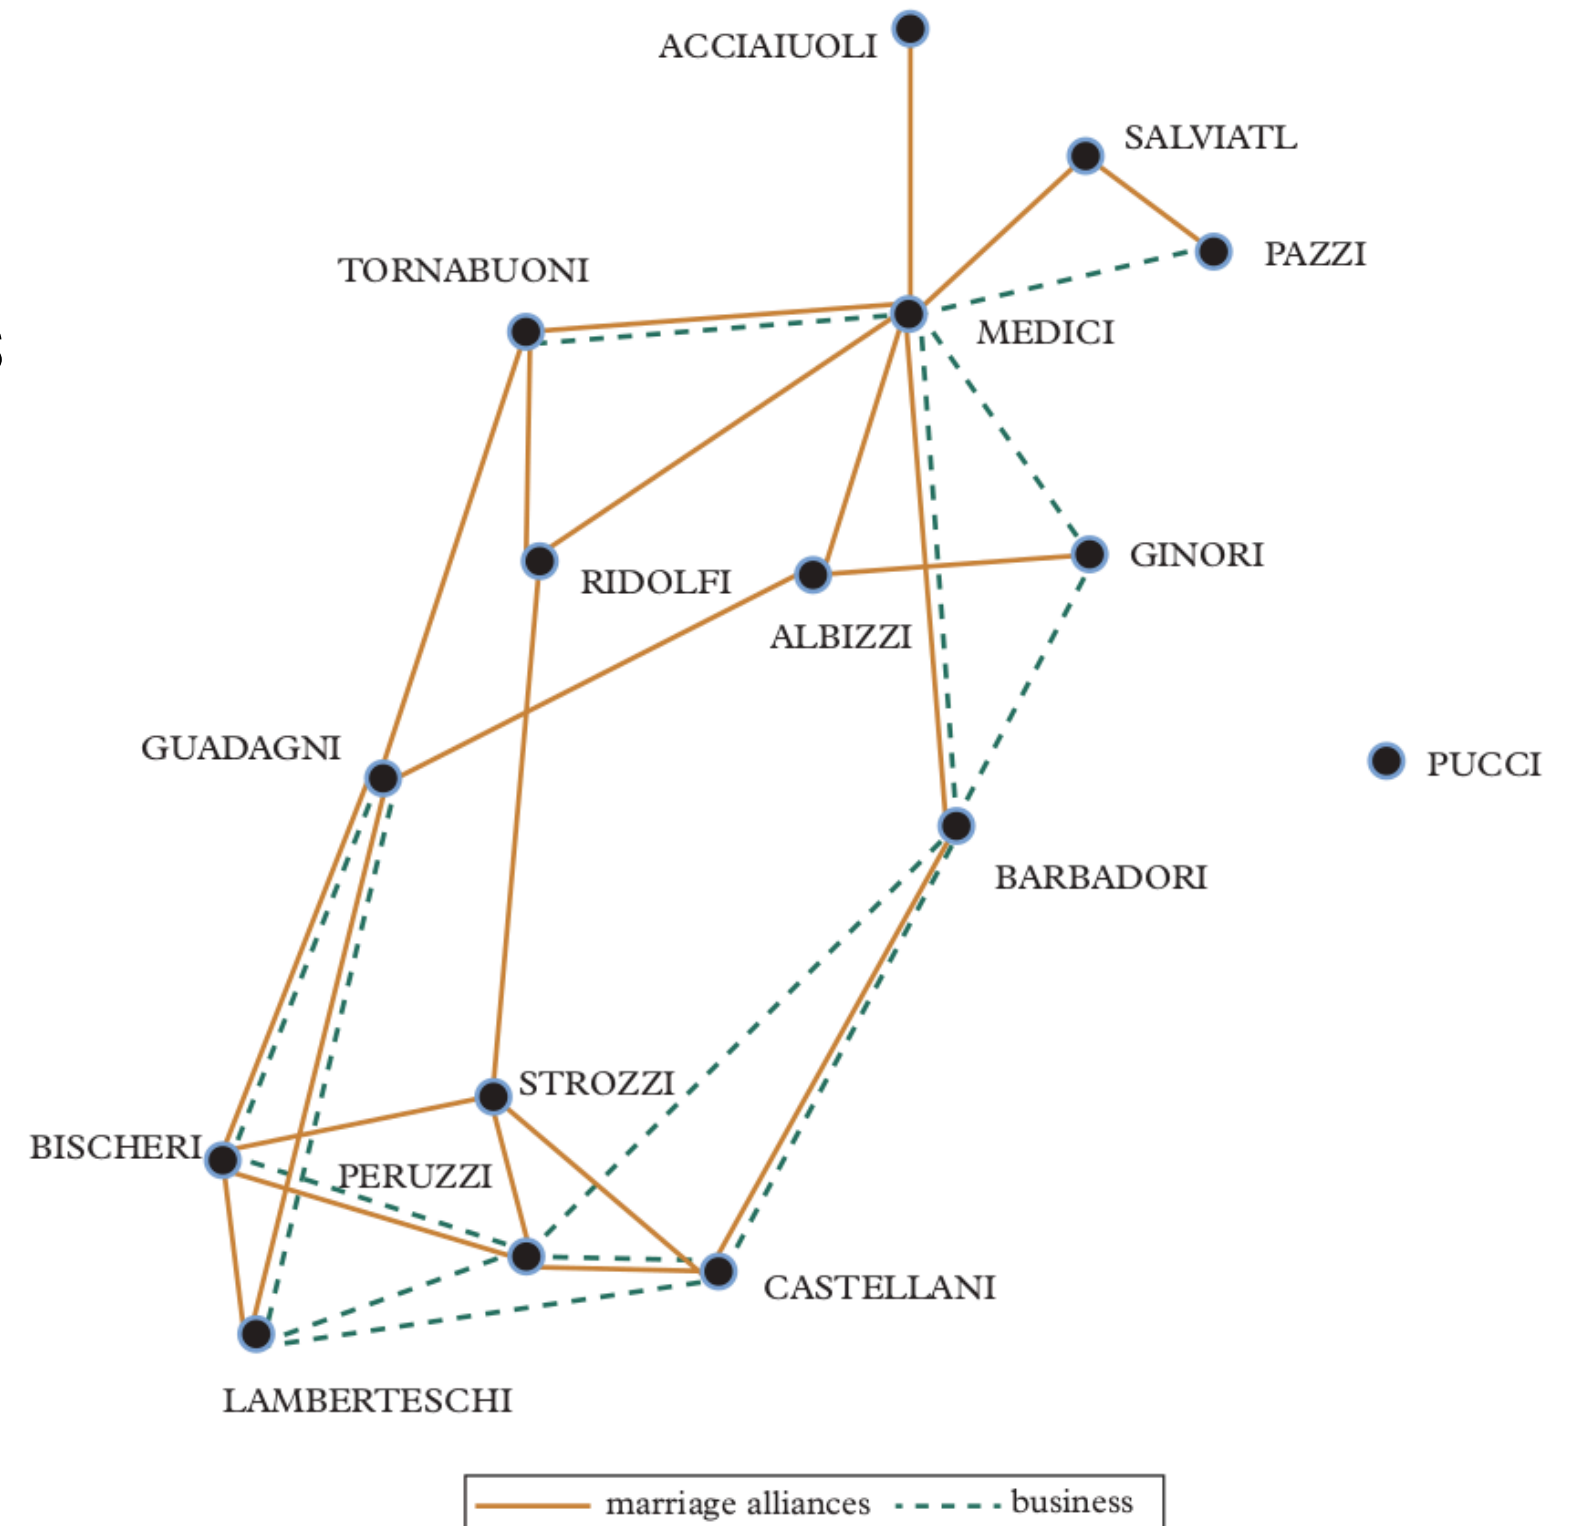 ACCIAIUOLI
SALVIATL
PAZZI
TORNABUONI
MEDICI
s
GINORI
RIDOLFI
ALBIZZI
GUADAGNI
PUCCI
BARBADORI
STROZZI
BISCHERI
PERUZZI
CASTELLANI
LAMBERTESCHI
marriage alliances business